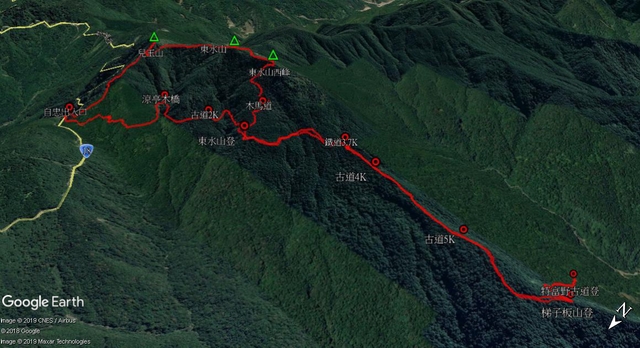 兒玉山
東水山
東水山西峰
自忠出入口
涼亭木橋
木馬道
古道2K
東水山登
鐵道3.7K
古道4K
18
古道5K
特富野古道登
梯子板山登
Google Earth
Image © 2019 CNES / Airbus
© 2018 Google
Image © 2019 Maxar Technologies
N